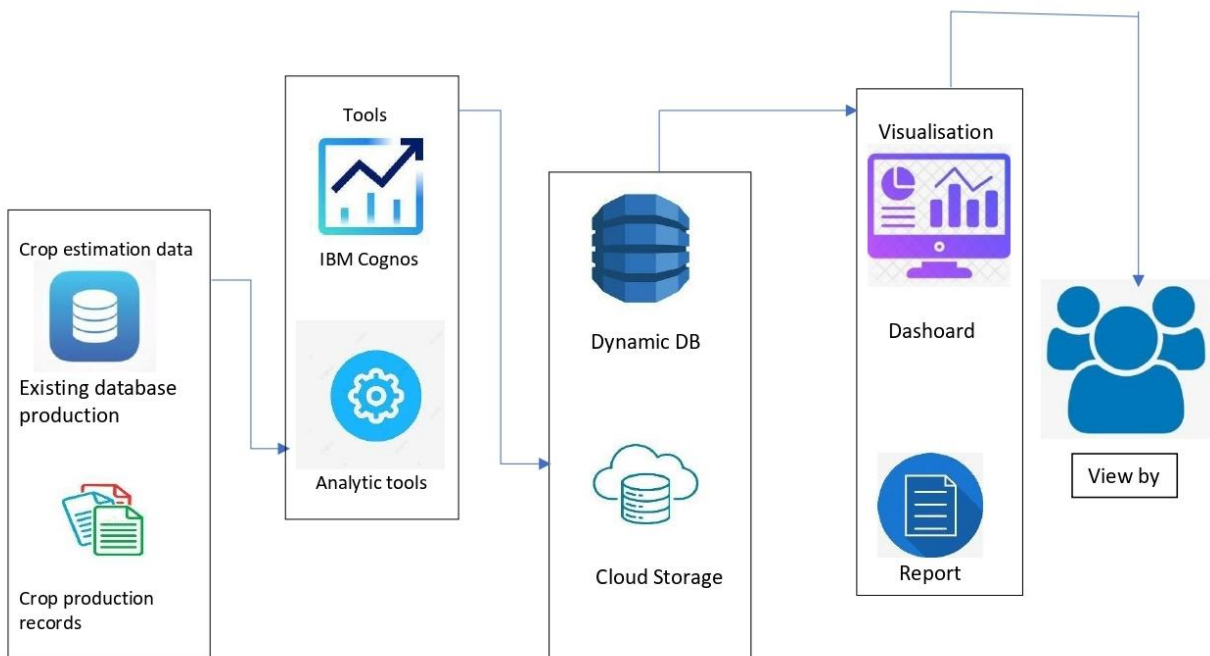 Crop estimation data
Existing database
production
Crop production
records
Tools
IBM Cognos
Analytic tools
Dynamic DB
Cloud Storage
Visualisation
Dashoard
Report
View by